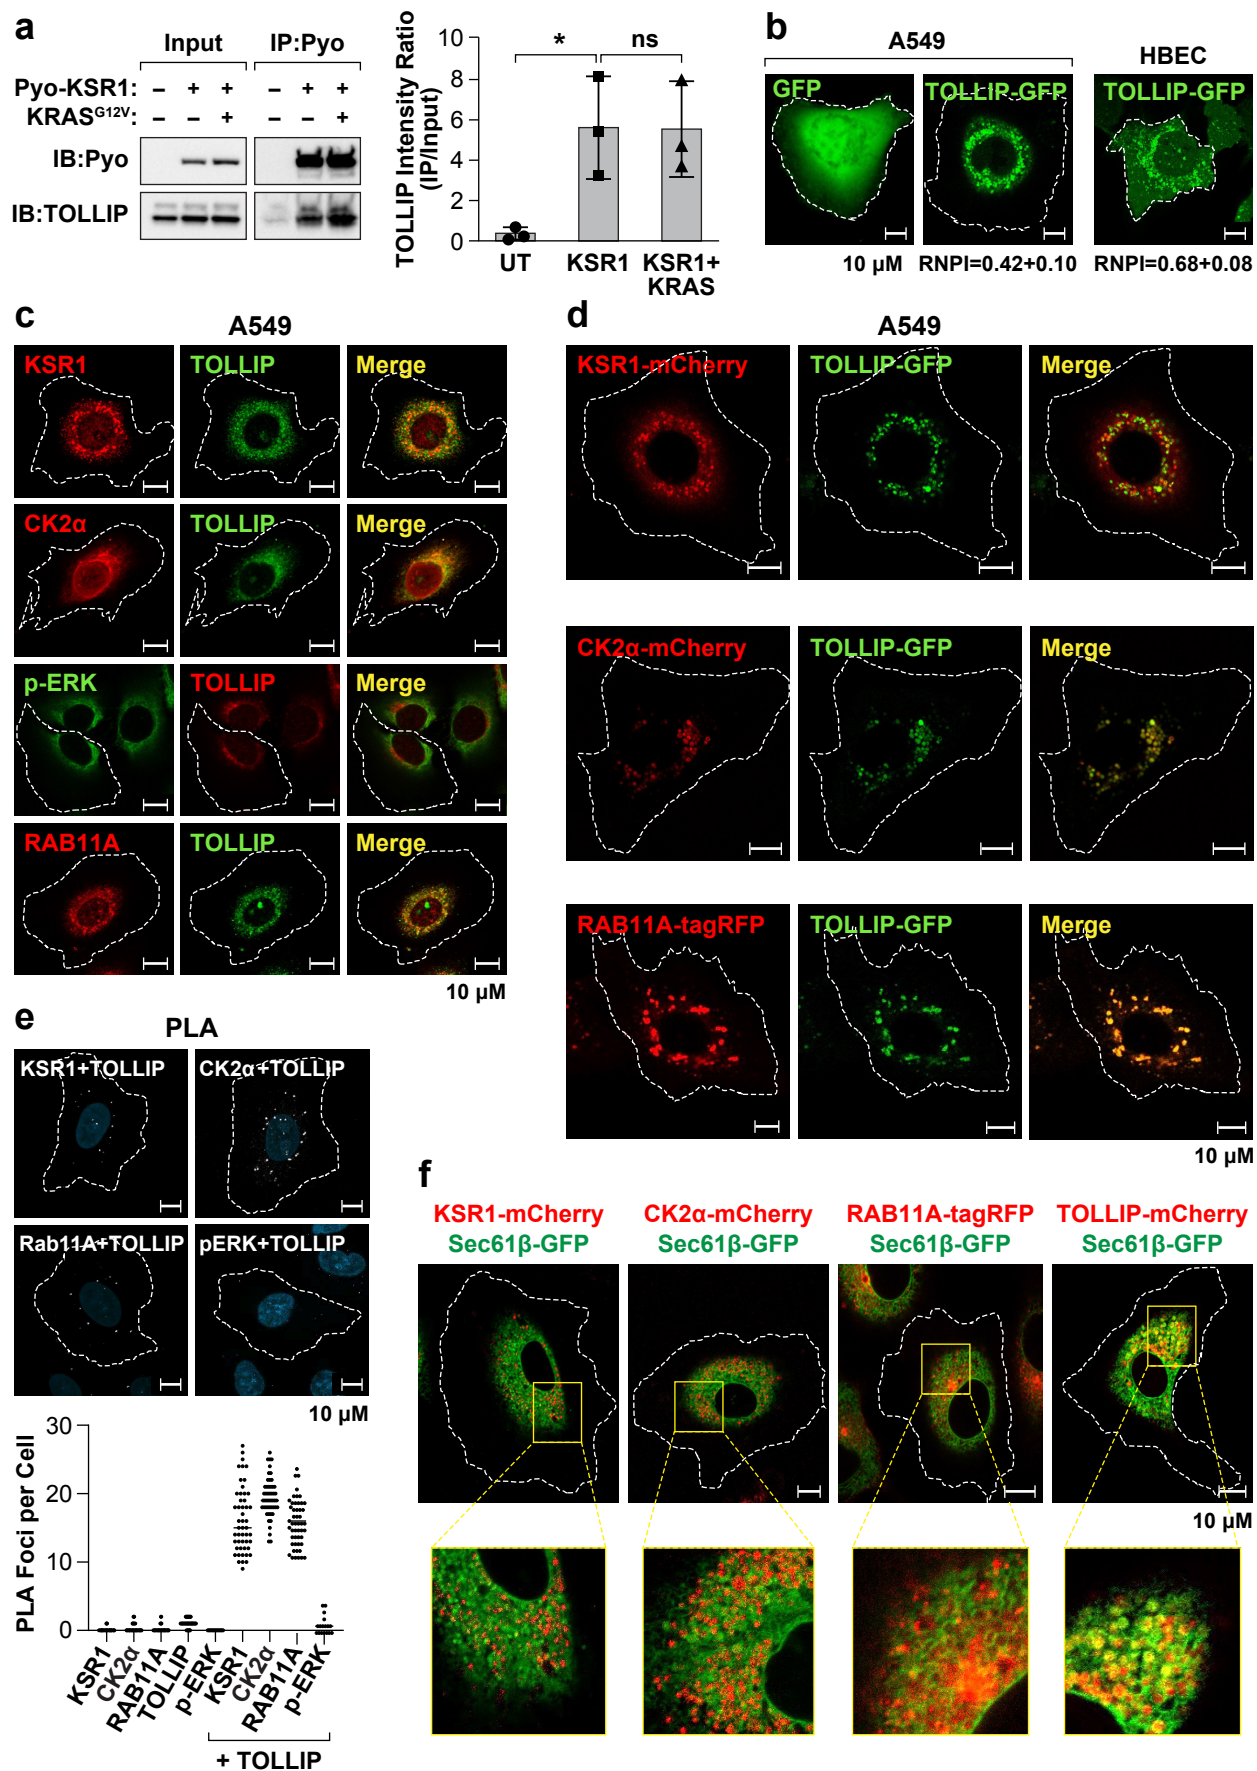 a
Input
IP:Pyo
Pyo-KSR1: – + + – + +
KRASG12V: – – + – – +
IB:Pyo
IB:TOLLIP
TOLLIP Intensity Ratio
(IP/Input)
10
8
6
4
2
0
*
ns
UT
KSR1
KSR1+
KRAS
b
A549
HBEC
GFP
TOLLIP-GFP
TOLLIP-GFP
10 µM
RNPI=0.42+0.10
RNPI=0.68+0.08
c
A549
KSR1
TOLLIP
Merge
CK2α
TOLLIP
Merge
p-ERK
TOLLIP
Merge
RAB11A
TOLLIP
Merge
10 µM
d
A549
KSR1-mCherry
TOLLIP-GFP
Merge
CK2α-mCherry
TOLLIP-GFP
Merge
RAB11A-tagRFP
TOLLIP-GFP
Merge
10 µM
e
PLA
KSR1+TOLLIP
CK2α+TOLLIP
Rab11A+TOLLIP
pERK+TOLLIP
10 µM
PLA Foci per Cell
30
20
10
0
KSR1
CK2α
RAB11A
TOLLIP
p-ERK
KSR1
CK2α
RAB11A
p-ERK
+ TOLLIP
f
KSR1-mCherry
Sec61β-GFP
CK2α-mCherry
Sec61β-GFP
RAB11A-tagRFP
Sec61β-GFP
TOLLIP-mCherry
Sec61β-GFP
10 µM